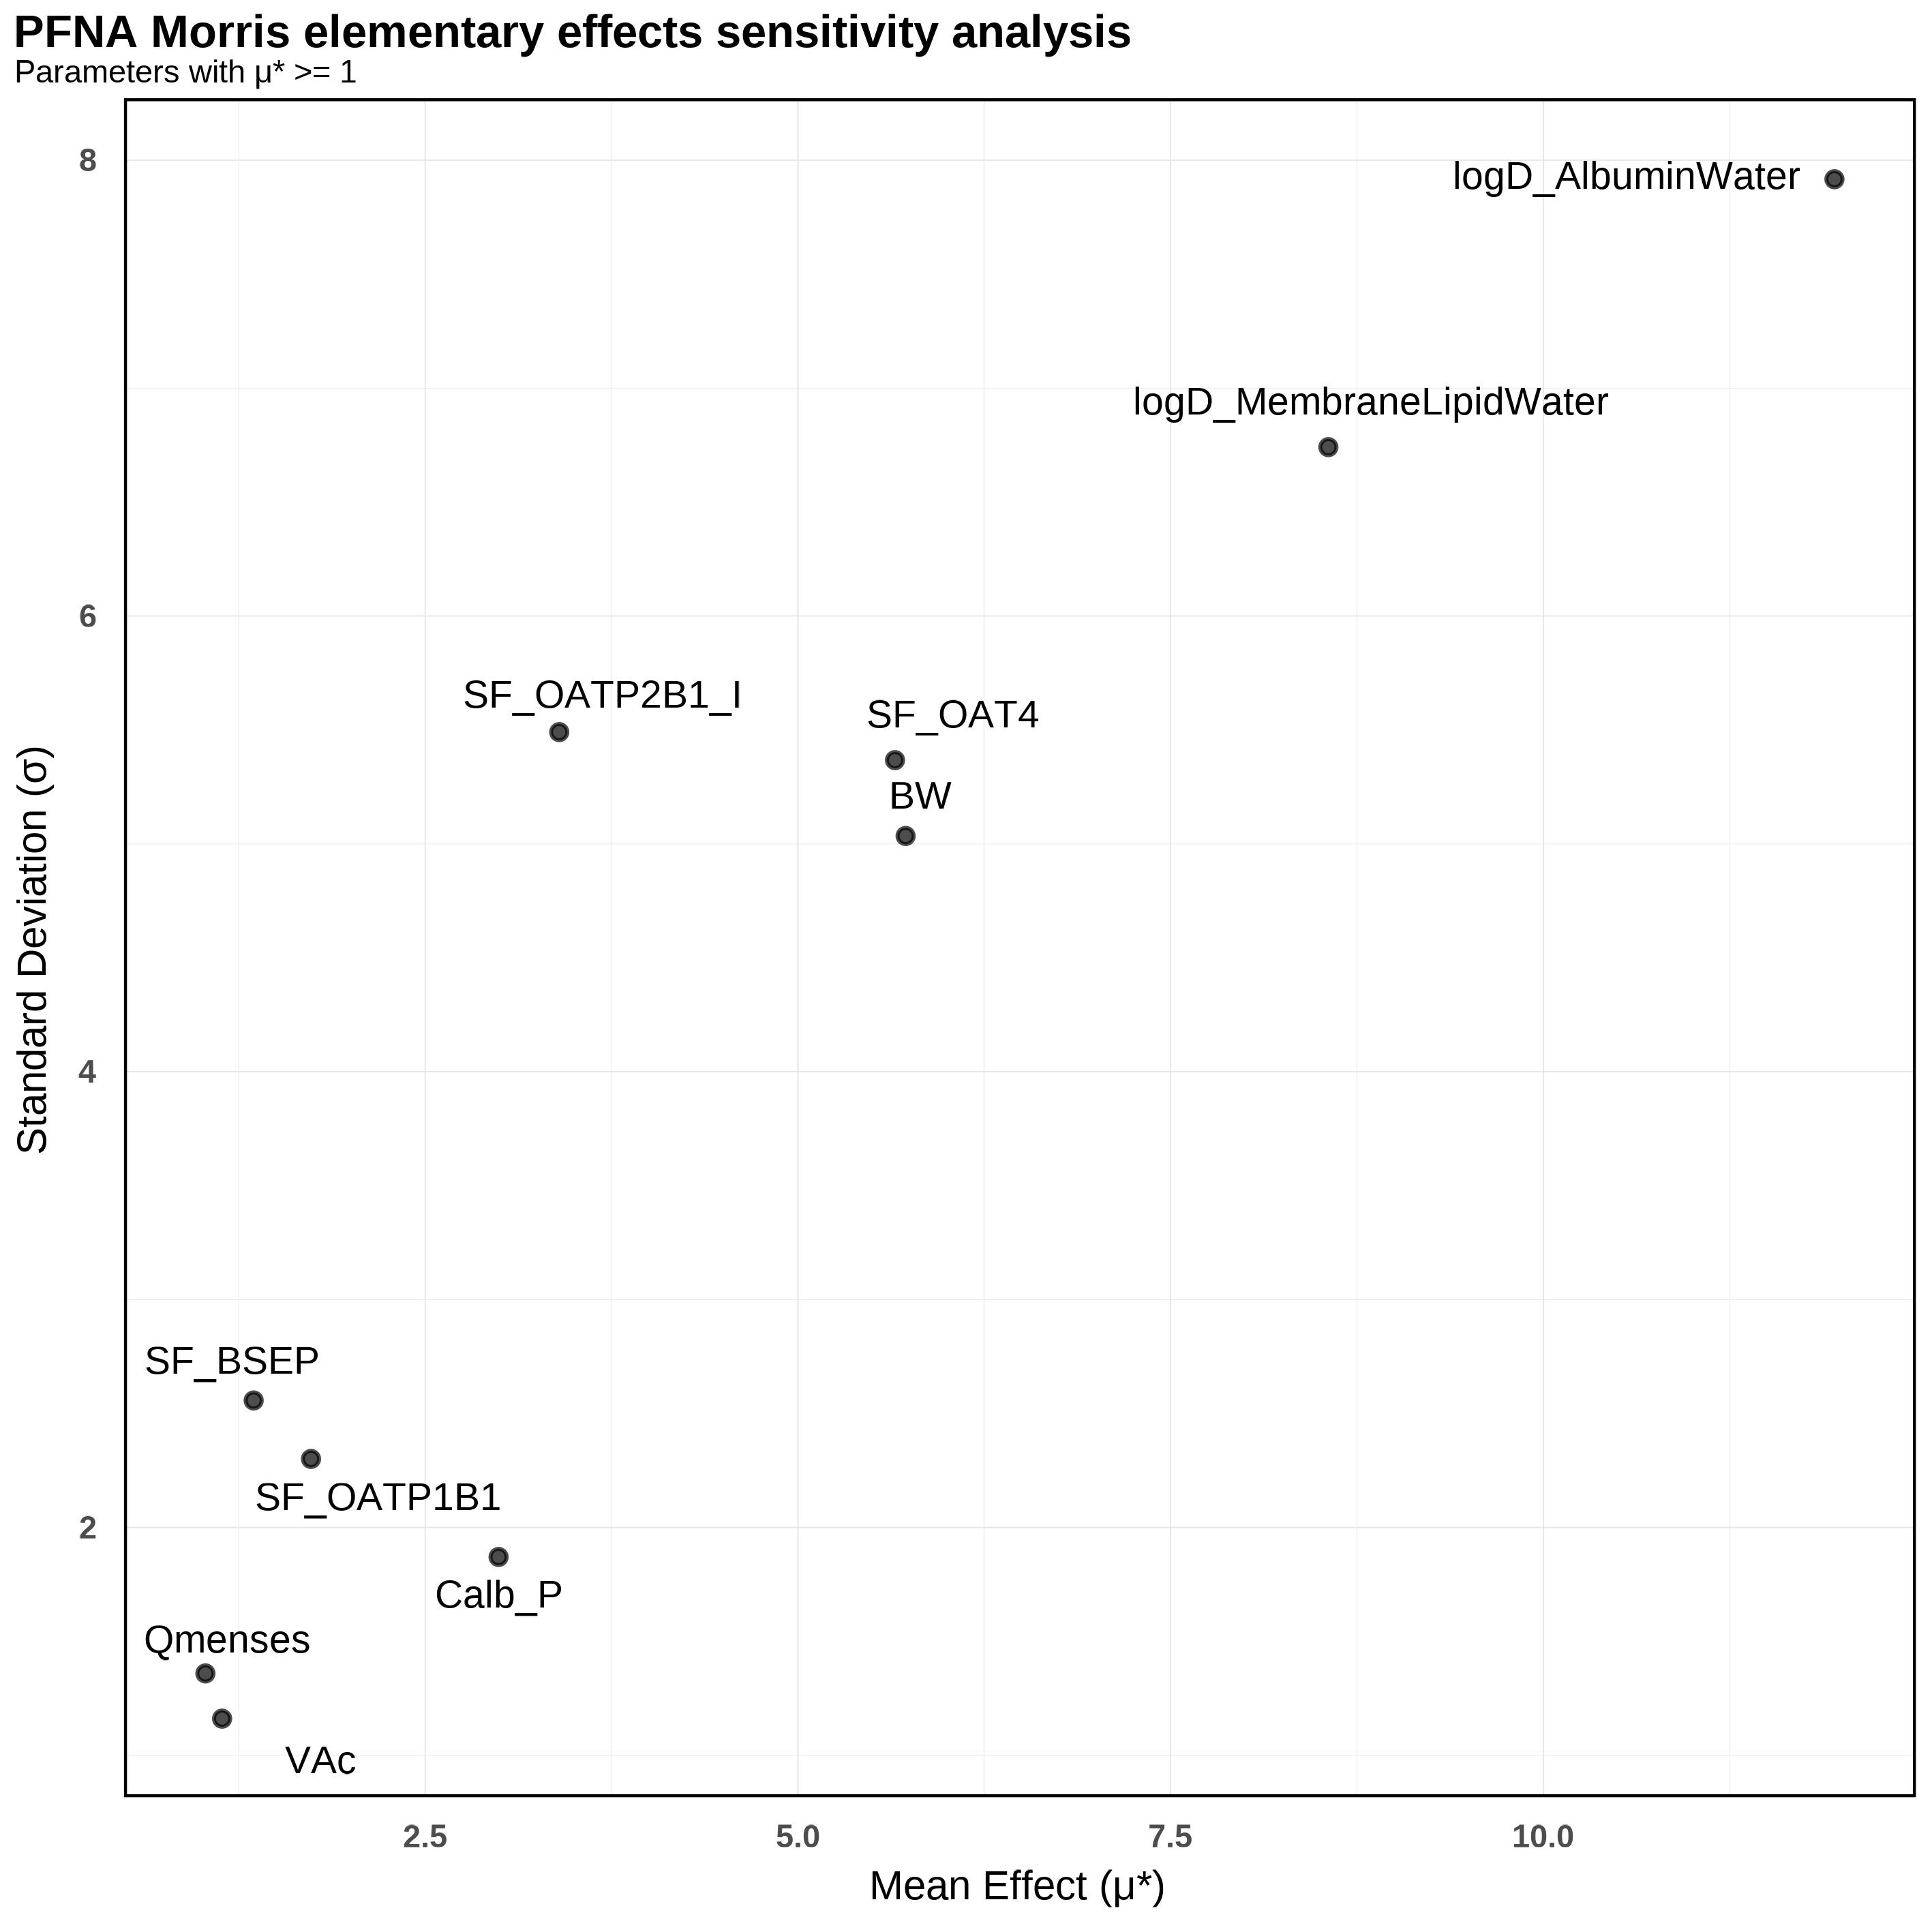 PFNA Morris elementary effects sensitivity analysis
Parameters with μ* >= 1
8
logD_AlbuminWater
logD_MembraneLipidWater
6
SF_OATP2B1_I
SF_OAT4
BW
Standard Deviation (σ)
4
SF_BSEP
SF_OATP1B1
2
Calb_P
Qmenses
VAc
2.5 5.0 7.5 10.0
Mean Effect (μ*)